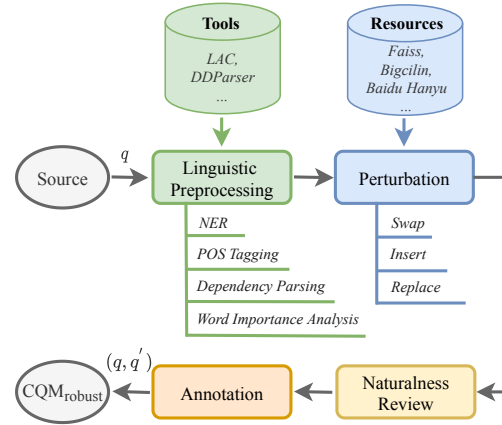 Tools
LAC,
DDParser
...
Resources
Faiss,
Bigcilin,
Baidu Hanyu
...
Source
q
Linguistic
Preprocessing
Perturbation
NER
POS Tagging
Dependency Parsing
Word Importance Analysis
Swap
Insert
Replace
(q, q′)
CQM_robust
Annotation
Naturalness
Review